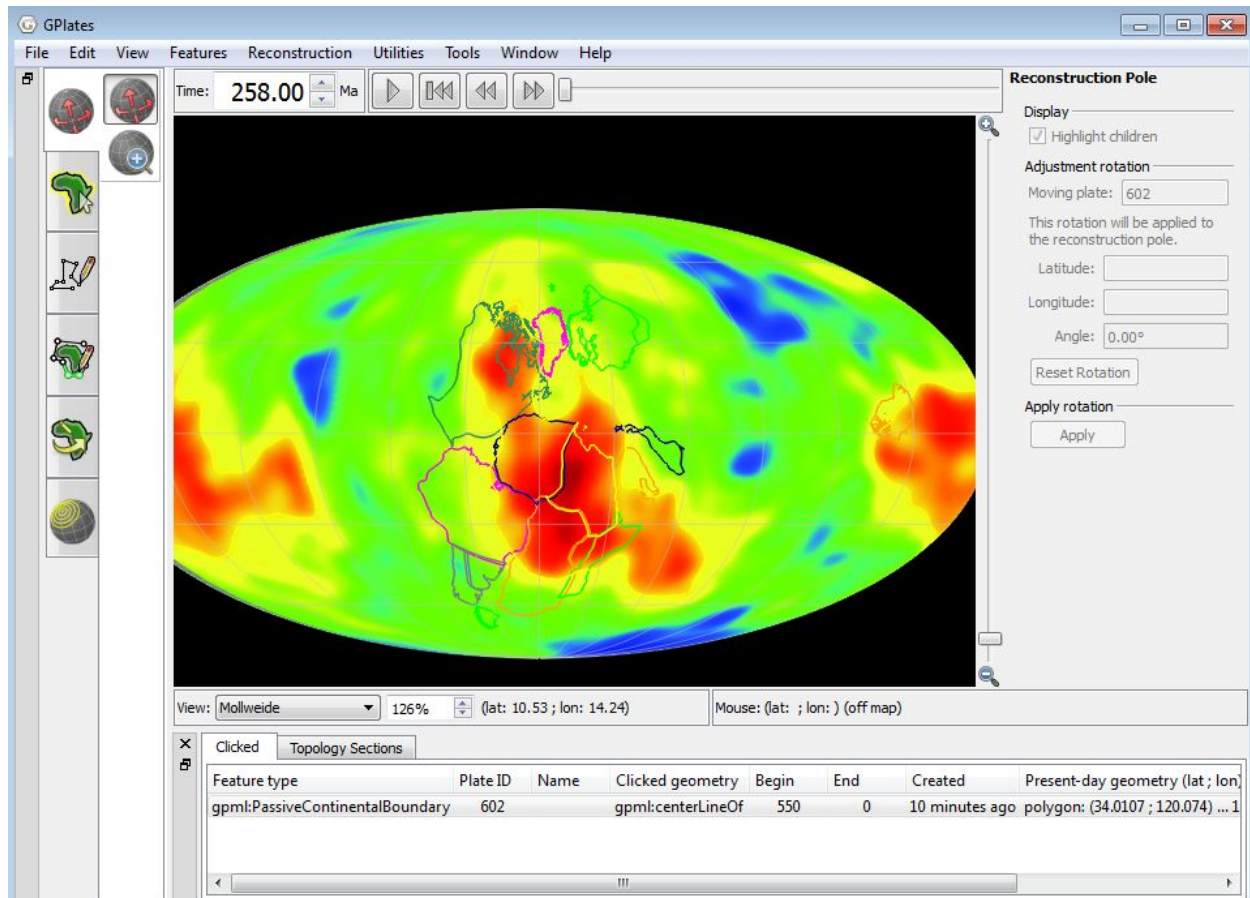 GPlates
File Edit View Features Reconstruction Utilities Tools Window Help
Time: 258.00 Ma
Reconstruction Pole
Display
Highlight children
Adjustment rotation
Moving plate: 602
This rotation will be applied to
the reconstruction pole.
Latitude:
Longitude:
Angle: 0.00°
Reset Rotation
Apply rotation
Apply
View: Mollweide 126% (lat: 10.53 ; lon: 14.24) Mouse: (lat: ; lon: ) (off map)
Clicked Topology Sections
Feature type Plate ID Name Clicked geometry Begin End Created Present-day geometry (lat ; lon)
gpml:PassiveContinentalBoundary 602 gpml:centerLineOf 550 0 10 minutes ago polygon: (34.0107 ; 120.074) ... 1